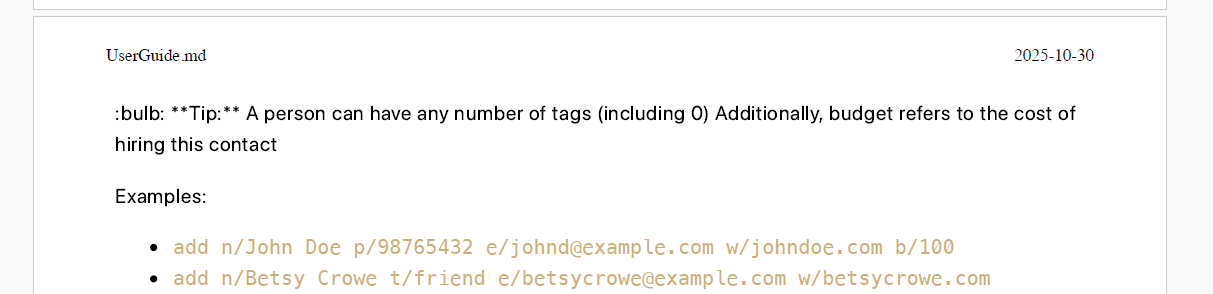 UserGuide.md 2025-10-30
:bulb: **Tip:** A person can have any number of tags (including 0) Additionally, budget refers to the cost of
hiring this contact
Examples:
• add n/John Doe p/98765432 e/johnd@example.com w/johndoe.com b/100
• add n/Betsy Crowe t/friend e/betsycrowe@example.com w/betsycrowe.com